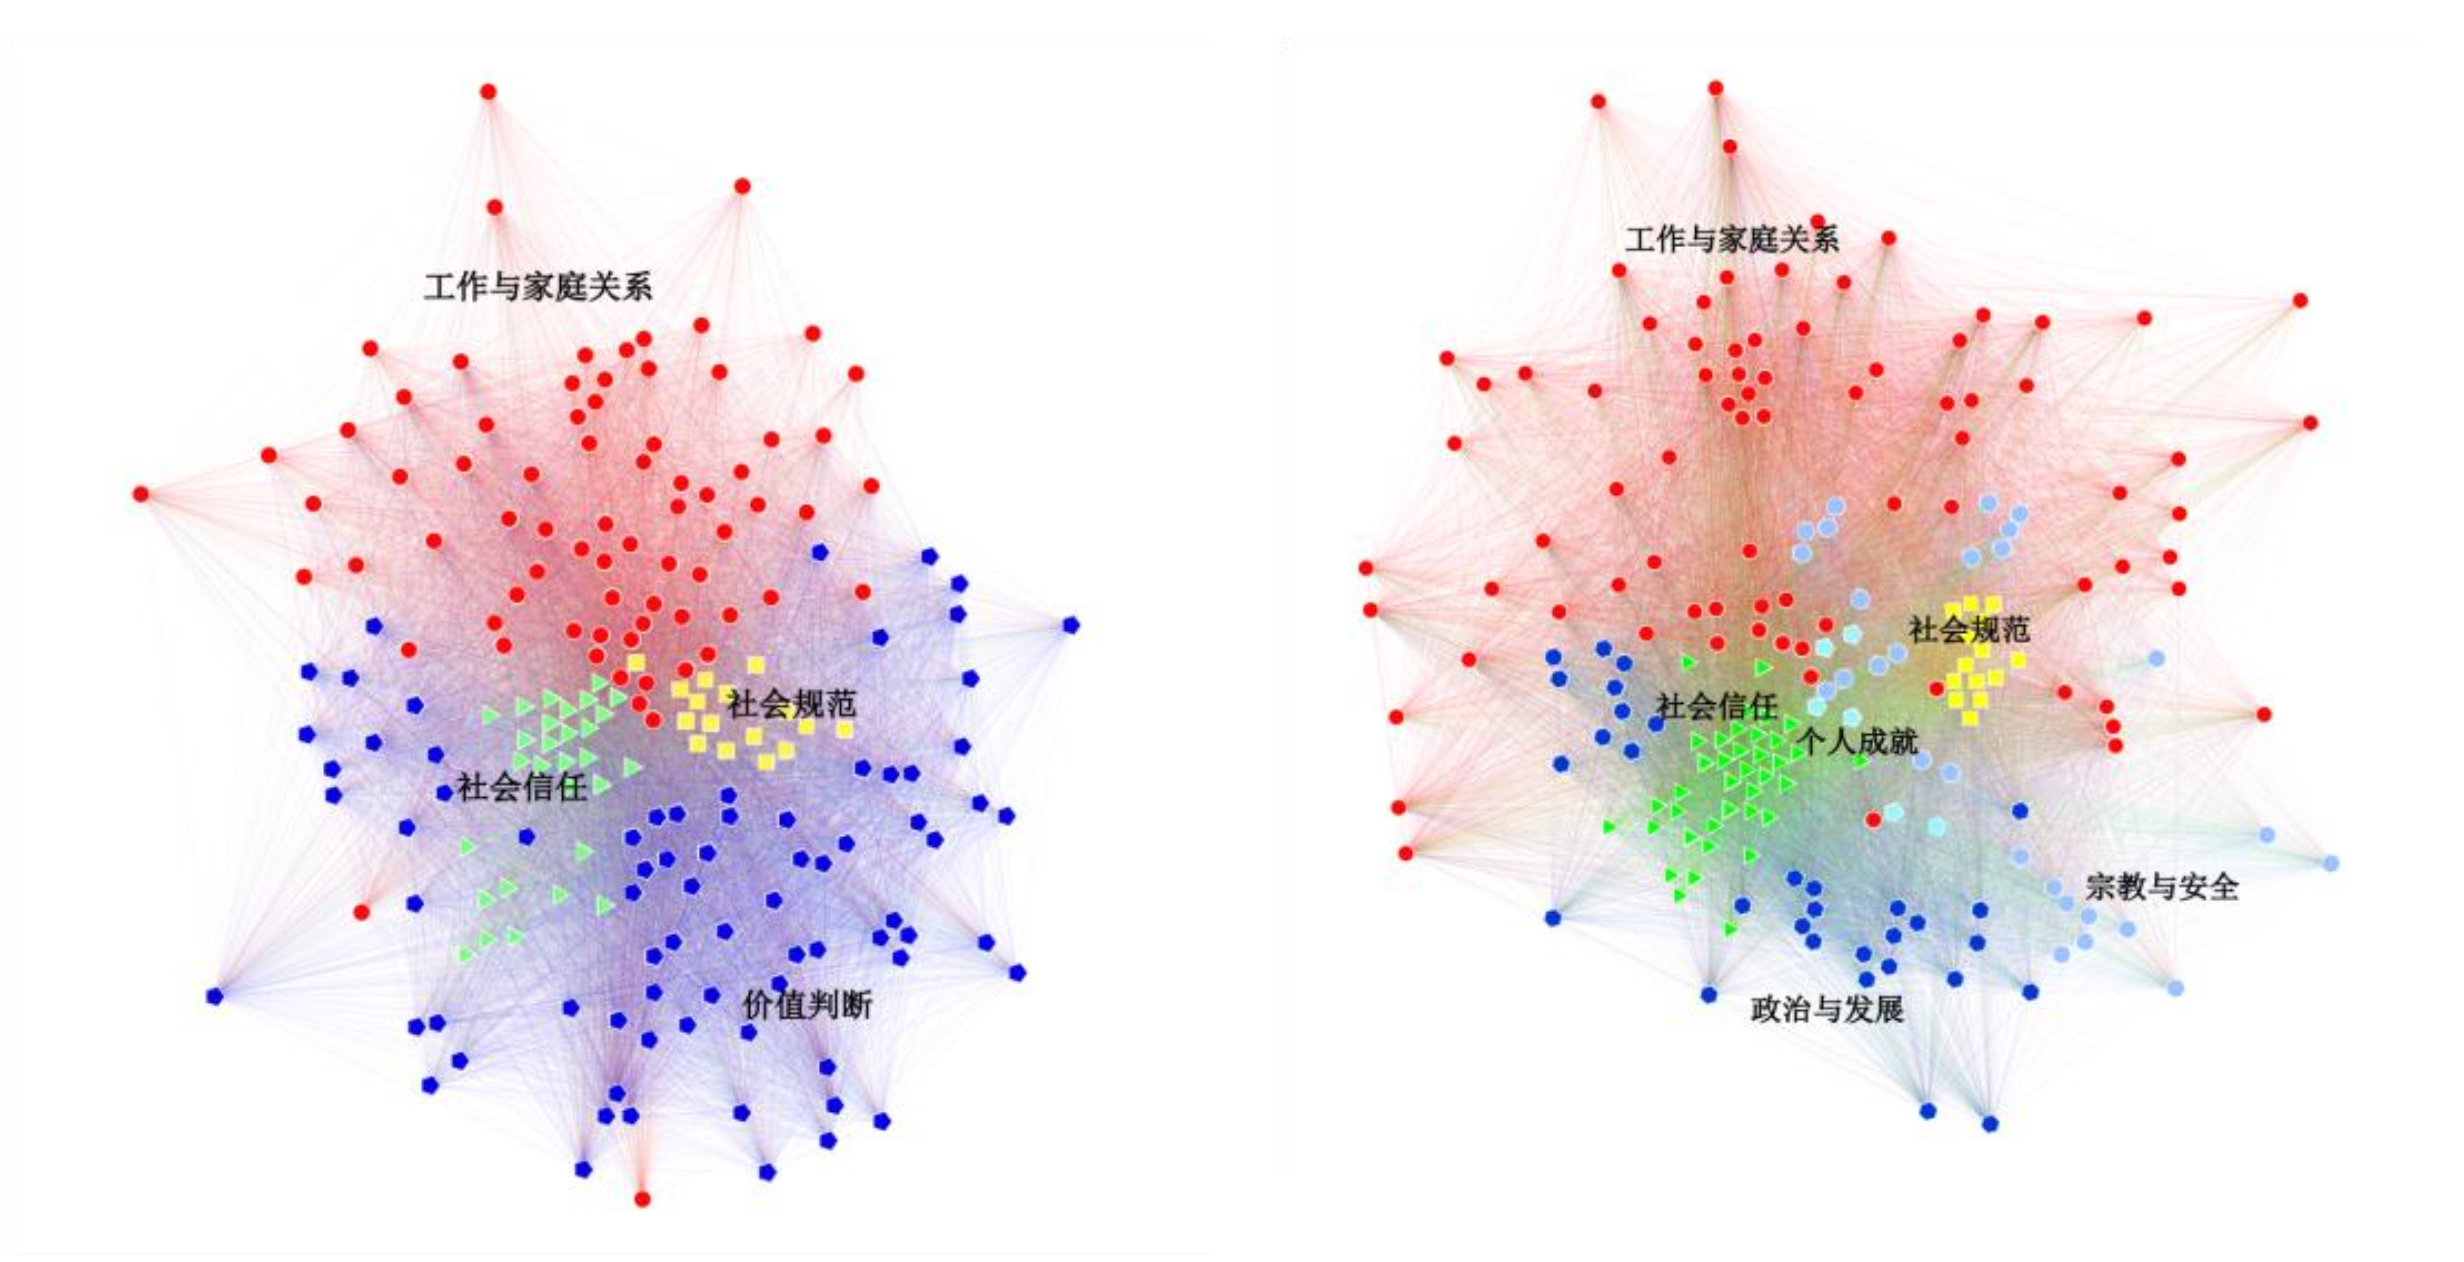 工作与家庭关系
社会规范
社会信任
价值判断
工作与家庭关系
社会规范
社会信任
个人成就
宗教与安全
政治与发展